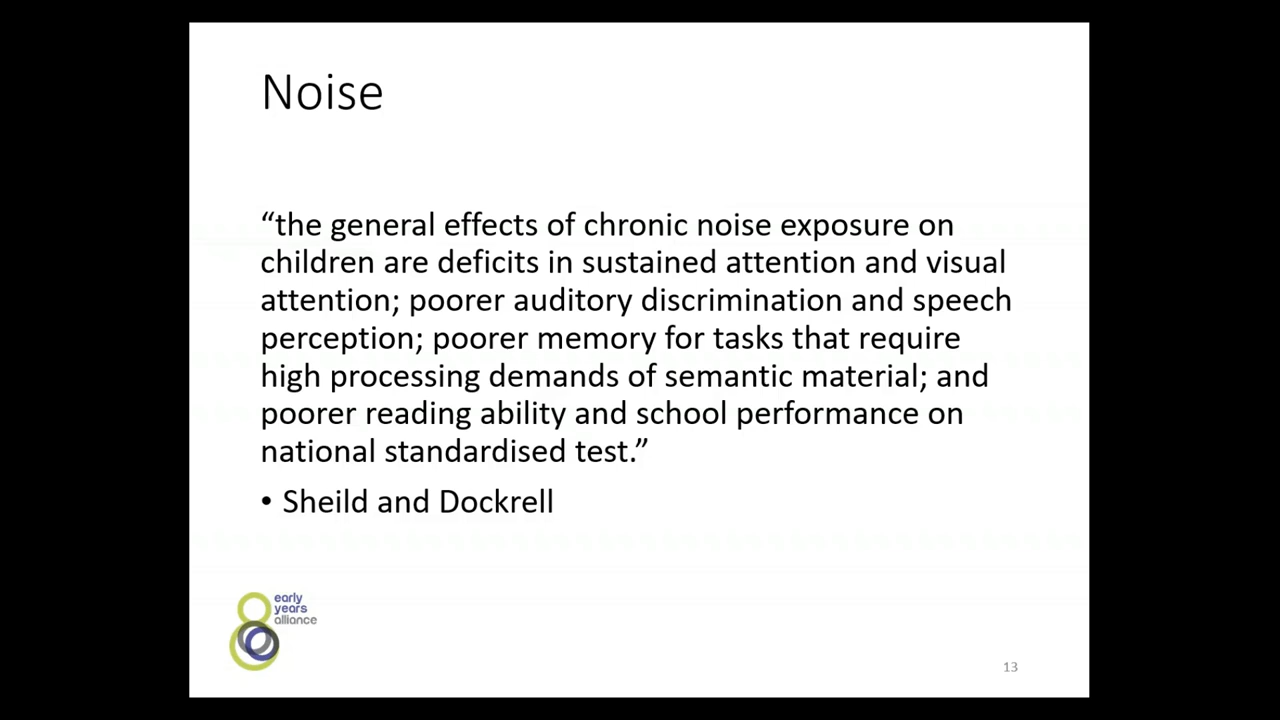 Noise
“the general effects of chronic noise exposure on
children are deficits in sustained attention and visual
attention; poorer auditory discrimination and speech
perception; poorer memory for tasks that require
high processing demands of semantic material; and
poorer reading ability and school performance on
national standardised test.”
• Sheild and Dockrell
early
years
alliance
13